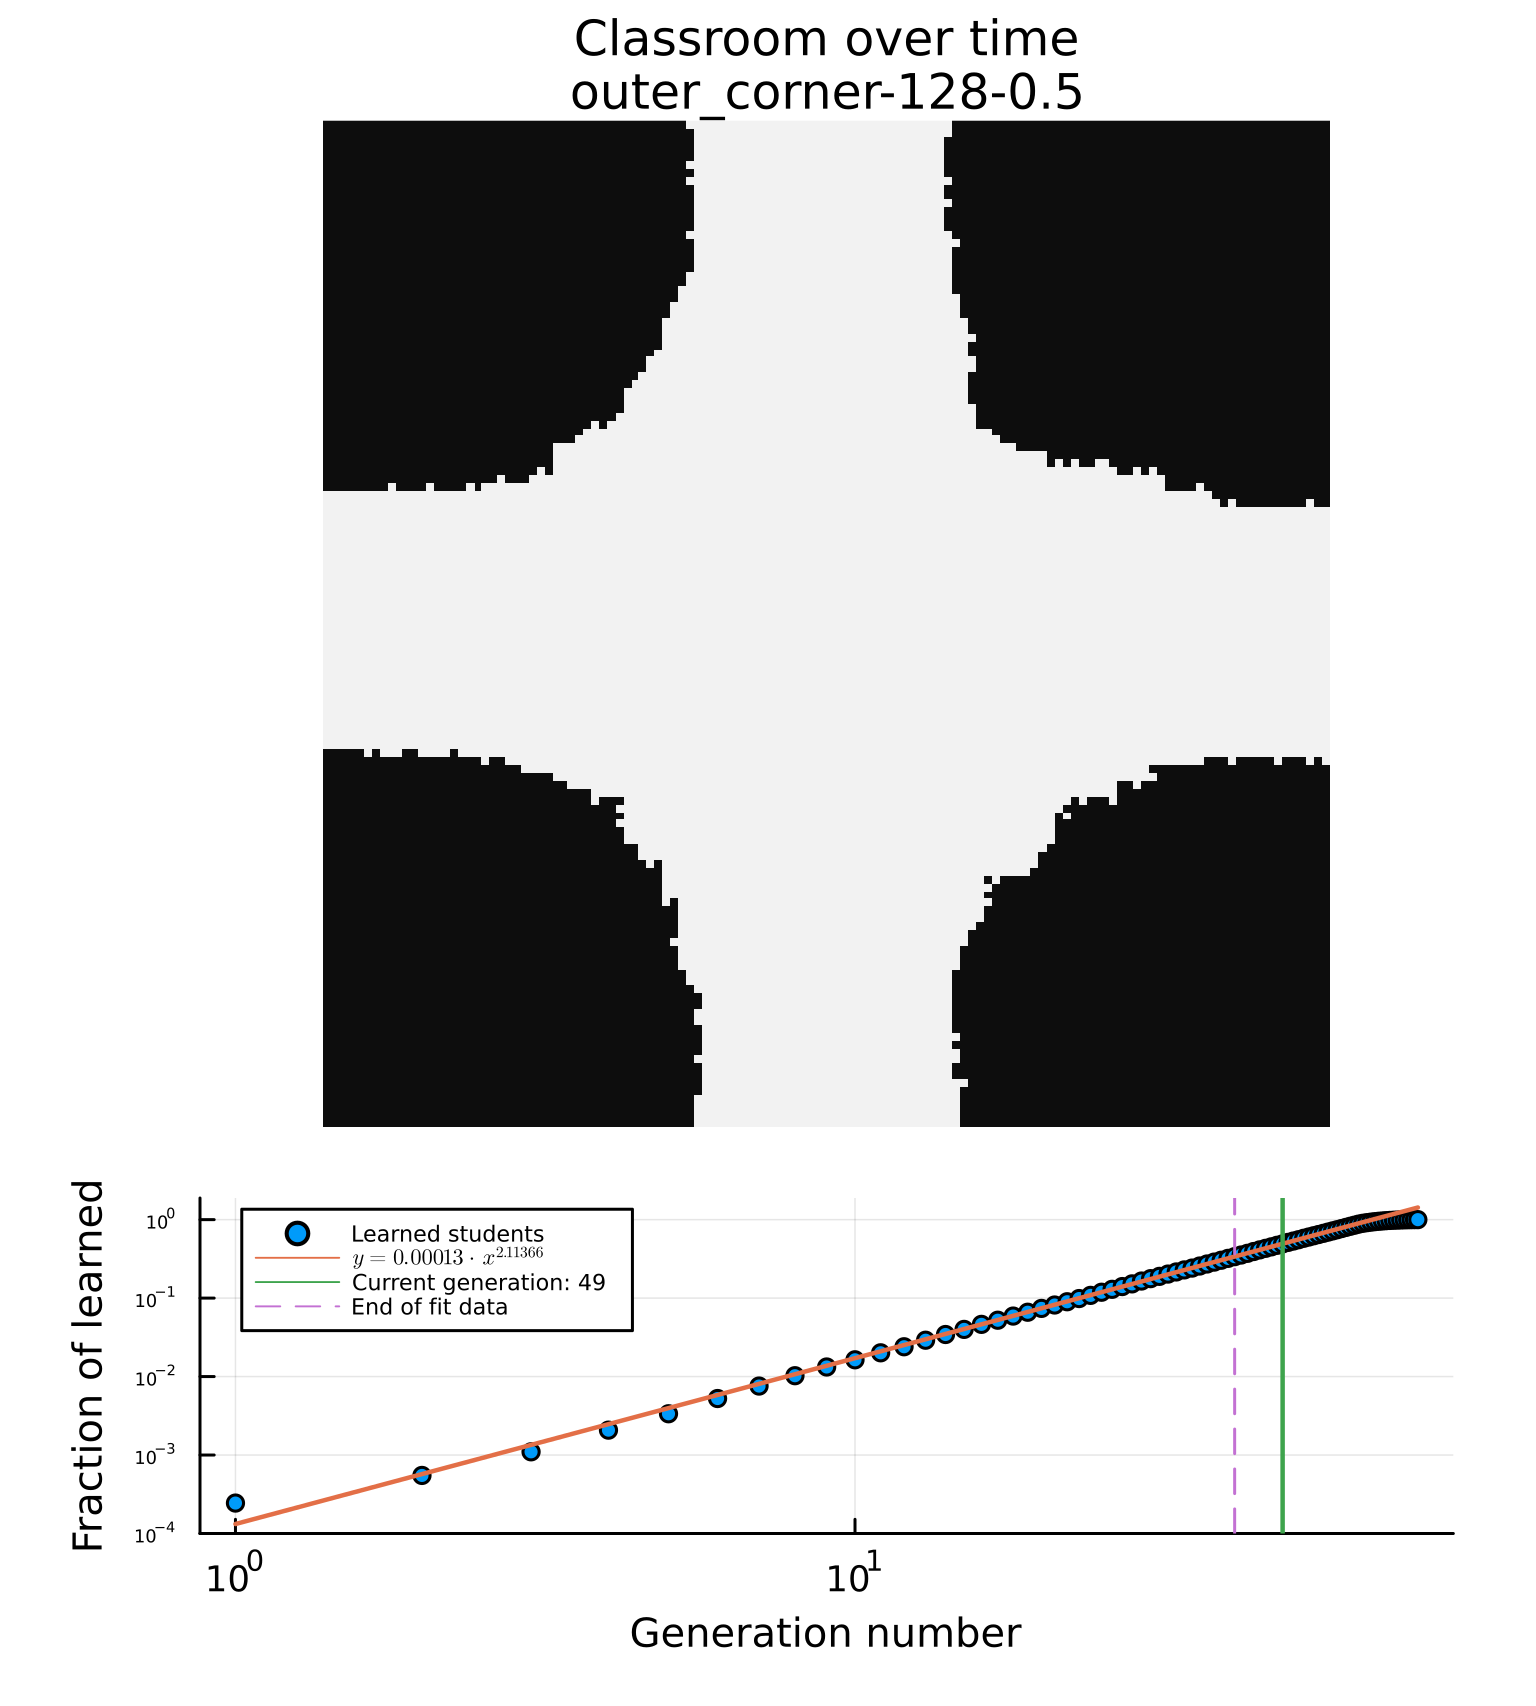 Classroom over time
outer_corner-128-0.5
Fraction of learned
10^0
10^-1
10^-2
10^-3
10^-4
Learned students
y = 0.00013 · x^2.11366
Current generation: 49
End of fit data
10^0
10^1
Generation number